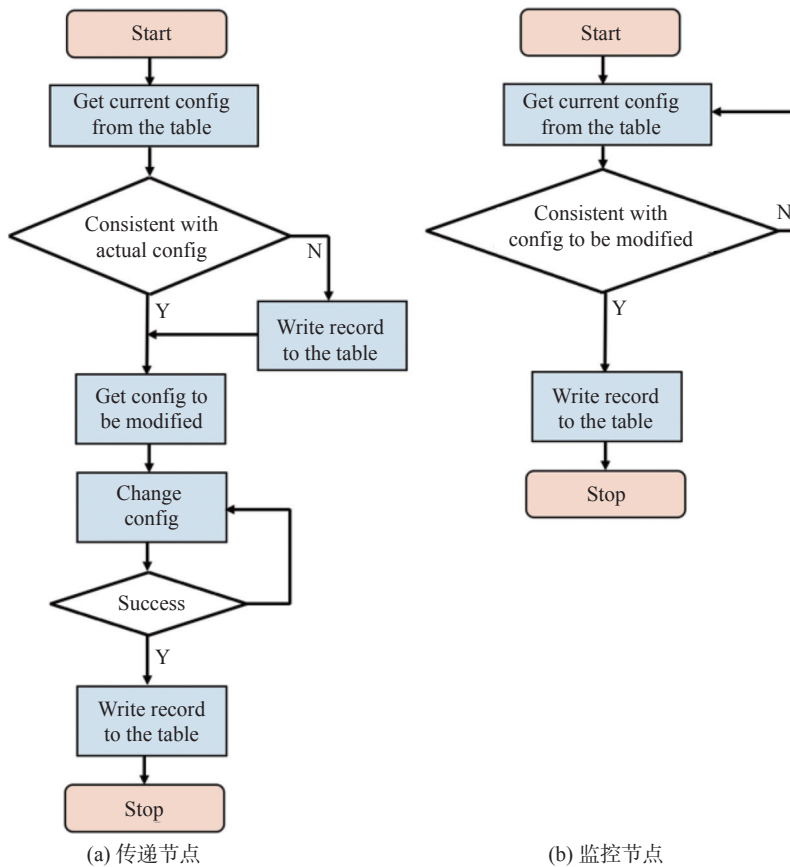 Start
Get current config
from the table
Consistent with
actual config
N
Y
Write record
to the table
Get config to
be modified
Change
config
Success
Y
Write record
to the table
Stop
(a) 传递节点
Start
Get current config
from the table
Consistent with
config to be modified
N
Y
Write record
to the table
Stop
(b) 监控节点